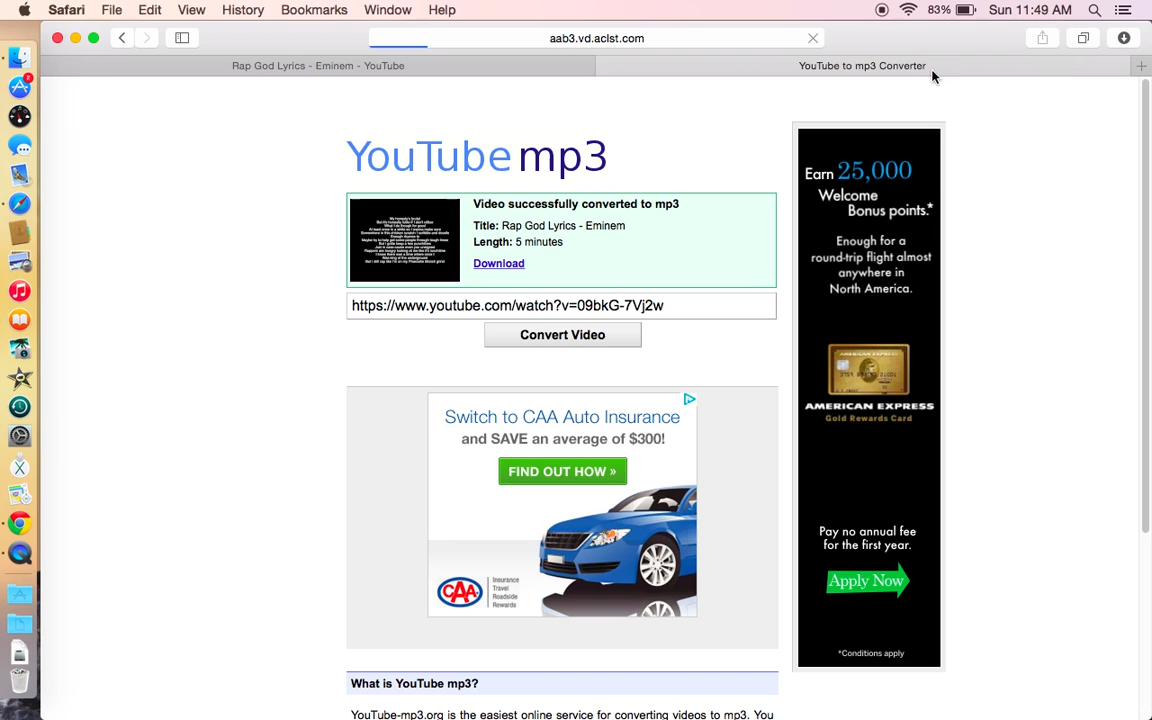 Safari File Edit View History Bookmarks Window Help 83% Sun 11:49 AM
aab3.vd.aclst.com
Rap God Lyrics - Eminem - YouTube YouTube to mp3 Converter
YouTube mp3
Video successfully converted to mp3
Title: Rap God Lyrics - Eminem
Length: 5 minutes
Download
https://www.youtube.com/watch?v=09bkG-7Vj2w
Convert Video
Switch to CAA Auto Insurance
and SAVE an average of $300!
FIND OUT HOW »
CAA
Insurance
Travel
Roadside
Rewards
What is YouTube mp3?
YouTube-mp3.org is the easiest online service for converting videos to mp3. You
Earn 25,000
Welcome
Bonus points.*
Enough for a
round-trip flight almost
anywhere in
North America.
AMERICAN EXPRESS
AMERICAN EXPRESS
Gold Rewards Card
Pay no annual fee
for the first year.
Apply Now
*Conditions apply